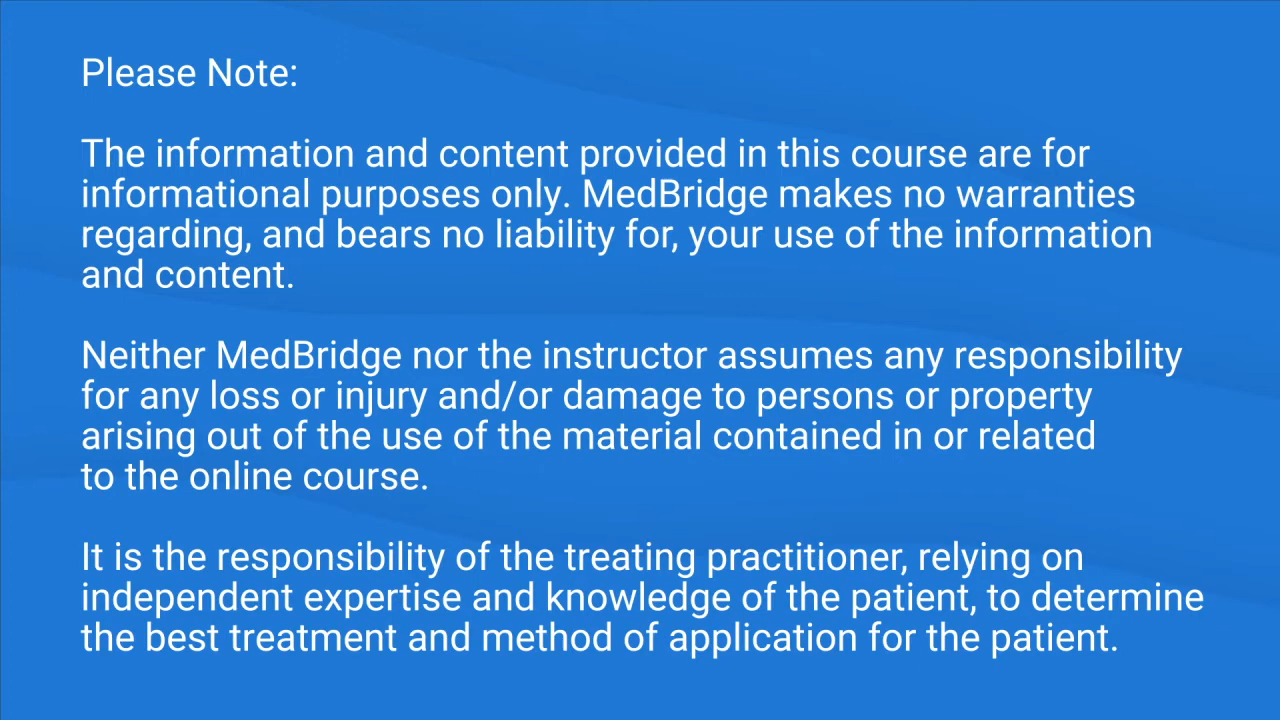 Please Note:
The information and content provided in this course are for
informational purposes only. MedBridge makes no warranties
regarding, and bears no liability for, your use of the information
and content.
Neither MedBridge nor the instructor assumes any responsibility
for any loss or injury and/or damage to persons or property
arising out of the use of the material contained in or related
to the online course.
It is the responsibility of the treating practitioner, relying on
independent expertise and knowledge of the patient, to determine
the best treatment and method of application for the patient.